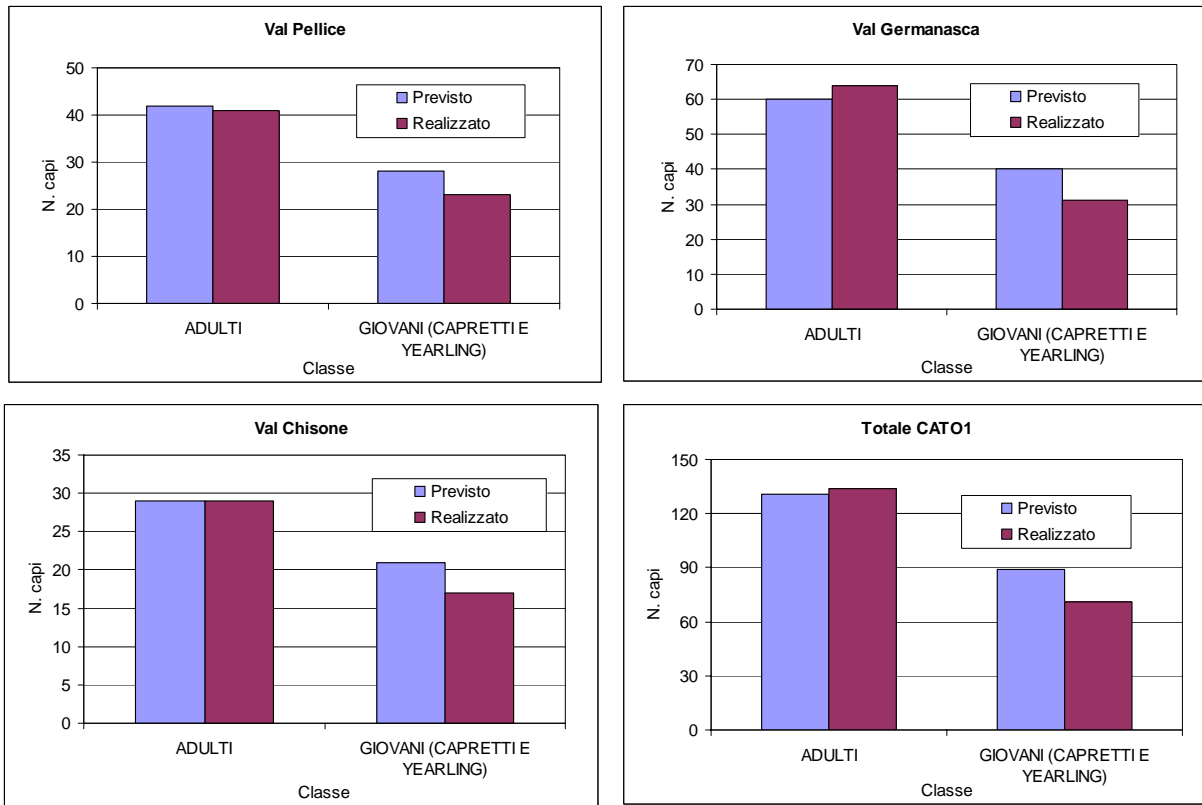 Val Pellice
50
40
30
20
10
0
N. capi
Previsto
Realizzato
ADULTI
GIOVANI (CAPRETTI E
YEARLING)
Classe
Val Germanasca
70
60
50
40
30
20
10
0
N. capi
Previsto
Realizzato
ADULTI
GIOVANI (CAPRETTI E
YEARLING)
Classe
Val Chisone
35
30
25
20
15
10
5
0
N. capi
Previsto
Realizzato
ADULTI
GIOVANI (CAPRETTI E
YEARLING)
Classe
Totale CATO1
150
120
90
60
30
0
N. capi
Previsto
Realizzato
ADULTI
GIOVANI (CAPRETTI E
YEARLING)
Classe